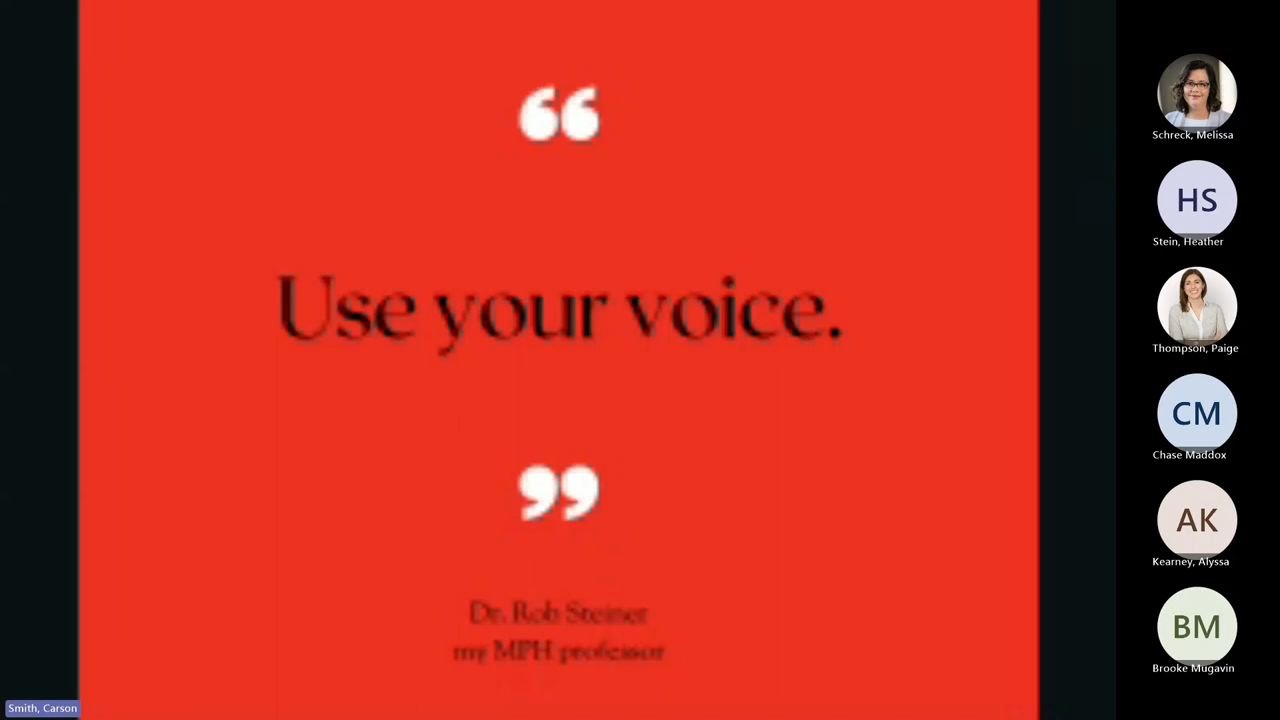 “
Use your voice.
”
Dr. Rob Steiner
my MPH professor
Smith, Carson
Schreck, Melissa
HS
Stein, Heather
Thompson, Paige
CM
Chase Maddox
AK
Kearney, Alyssa
BM
Brooke Mugavin